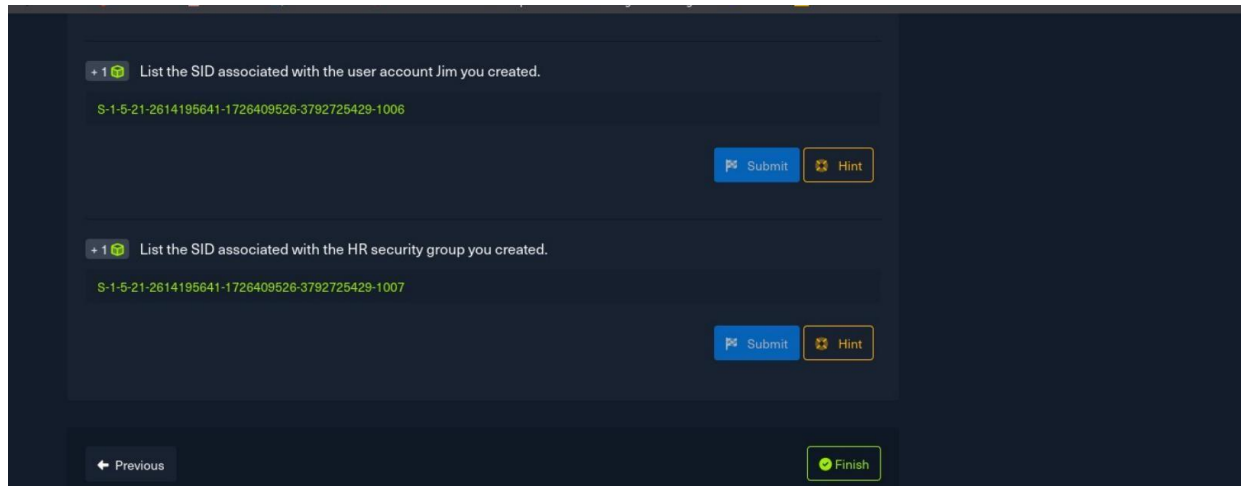 + 1 List the SID associated with the user account Jim you created.
S-1-5-21-2614195641-1726409526-3792725429-1006
Submit Hint
+ 1 List the SID associated with the HR security group you created.
S-1-5-21-2614195641-1726409526-3792725429-1007
Submit Hint
Previous Finish